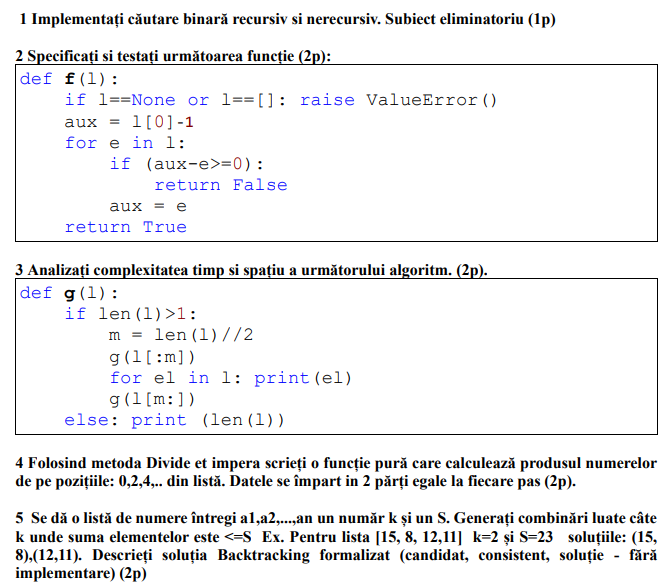 1 Implementați căutare binară recursiv si nerecursiv. Subiect eliminatoriu (1p)
2 Specificați si testați următoarea funcție (2p):
def f(l):
    if l==None or l==[]: raise ValueError()
    aux = l[0]-1
    for e in l:
        if (aux-e>=0):
            return False
        aux = e
    return True
3 Analizați complexitatea timp si spațiu a următorului algoritm. (2p).
def g(l):
    if len(l)>1:
        m = len(l)//2
        g(l[:m])
        for el in l: print(el)
        g(l[m:])
    else: print (len(l))
4 Folosind metoda Divide et impera scrieți o funcție pură care calculează produsul numerelor
de pe pozițiile: 0,2,4,.. din listă. Datele se împart in 2 părți egale la fiecare pas (2p).
5 Se dă o listă de numere întregi a1,a2,...,an un număr k și un S. Generați combinări luate câte
k unde suma elementelor este <=S Ex. Pentru lista [15, 8, 12,11] k=2 și S=23 soluțiile: (15,
8),(12,11). Descrieți soluția Backtracking formalizat (candidat, consistent, soluție - fără
implementare) (2p)